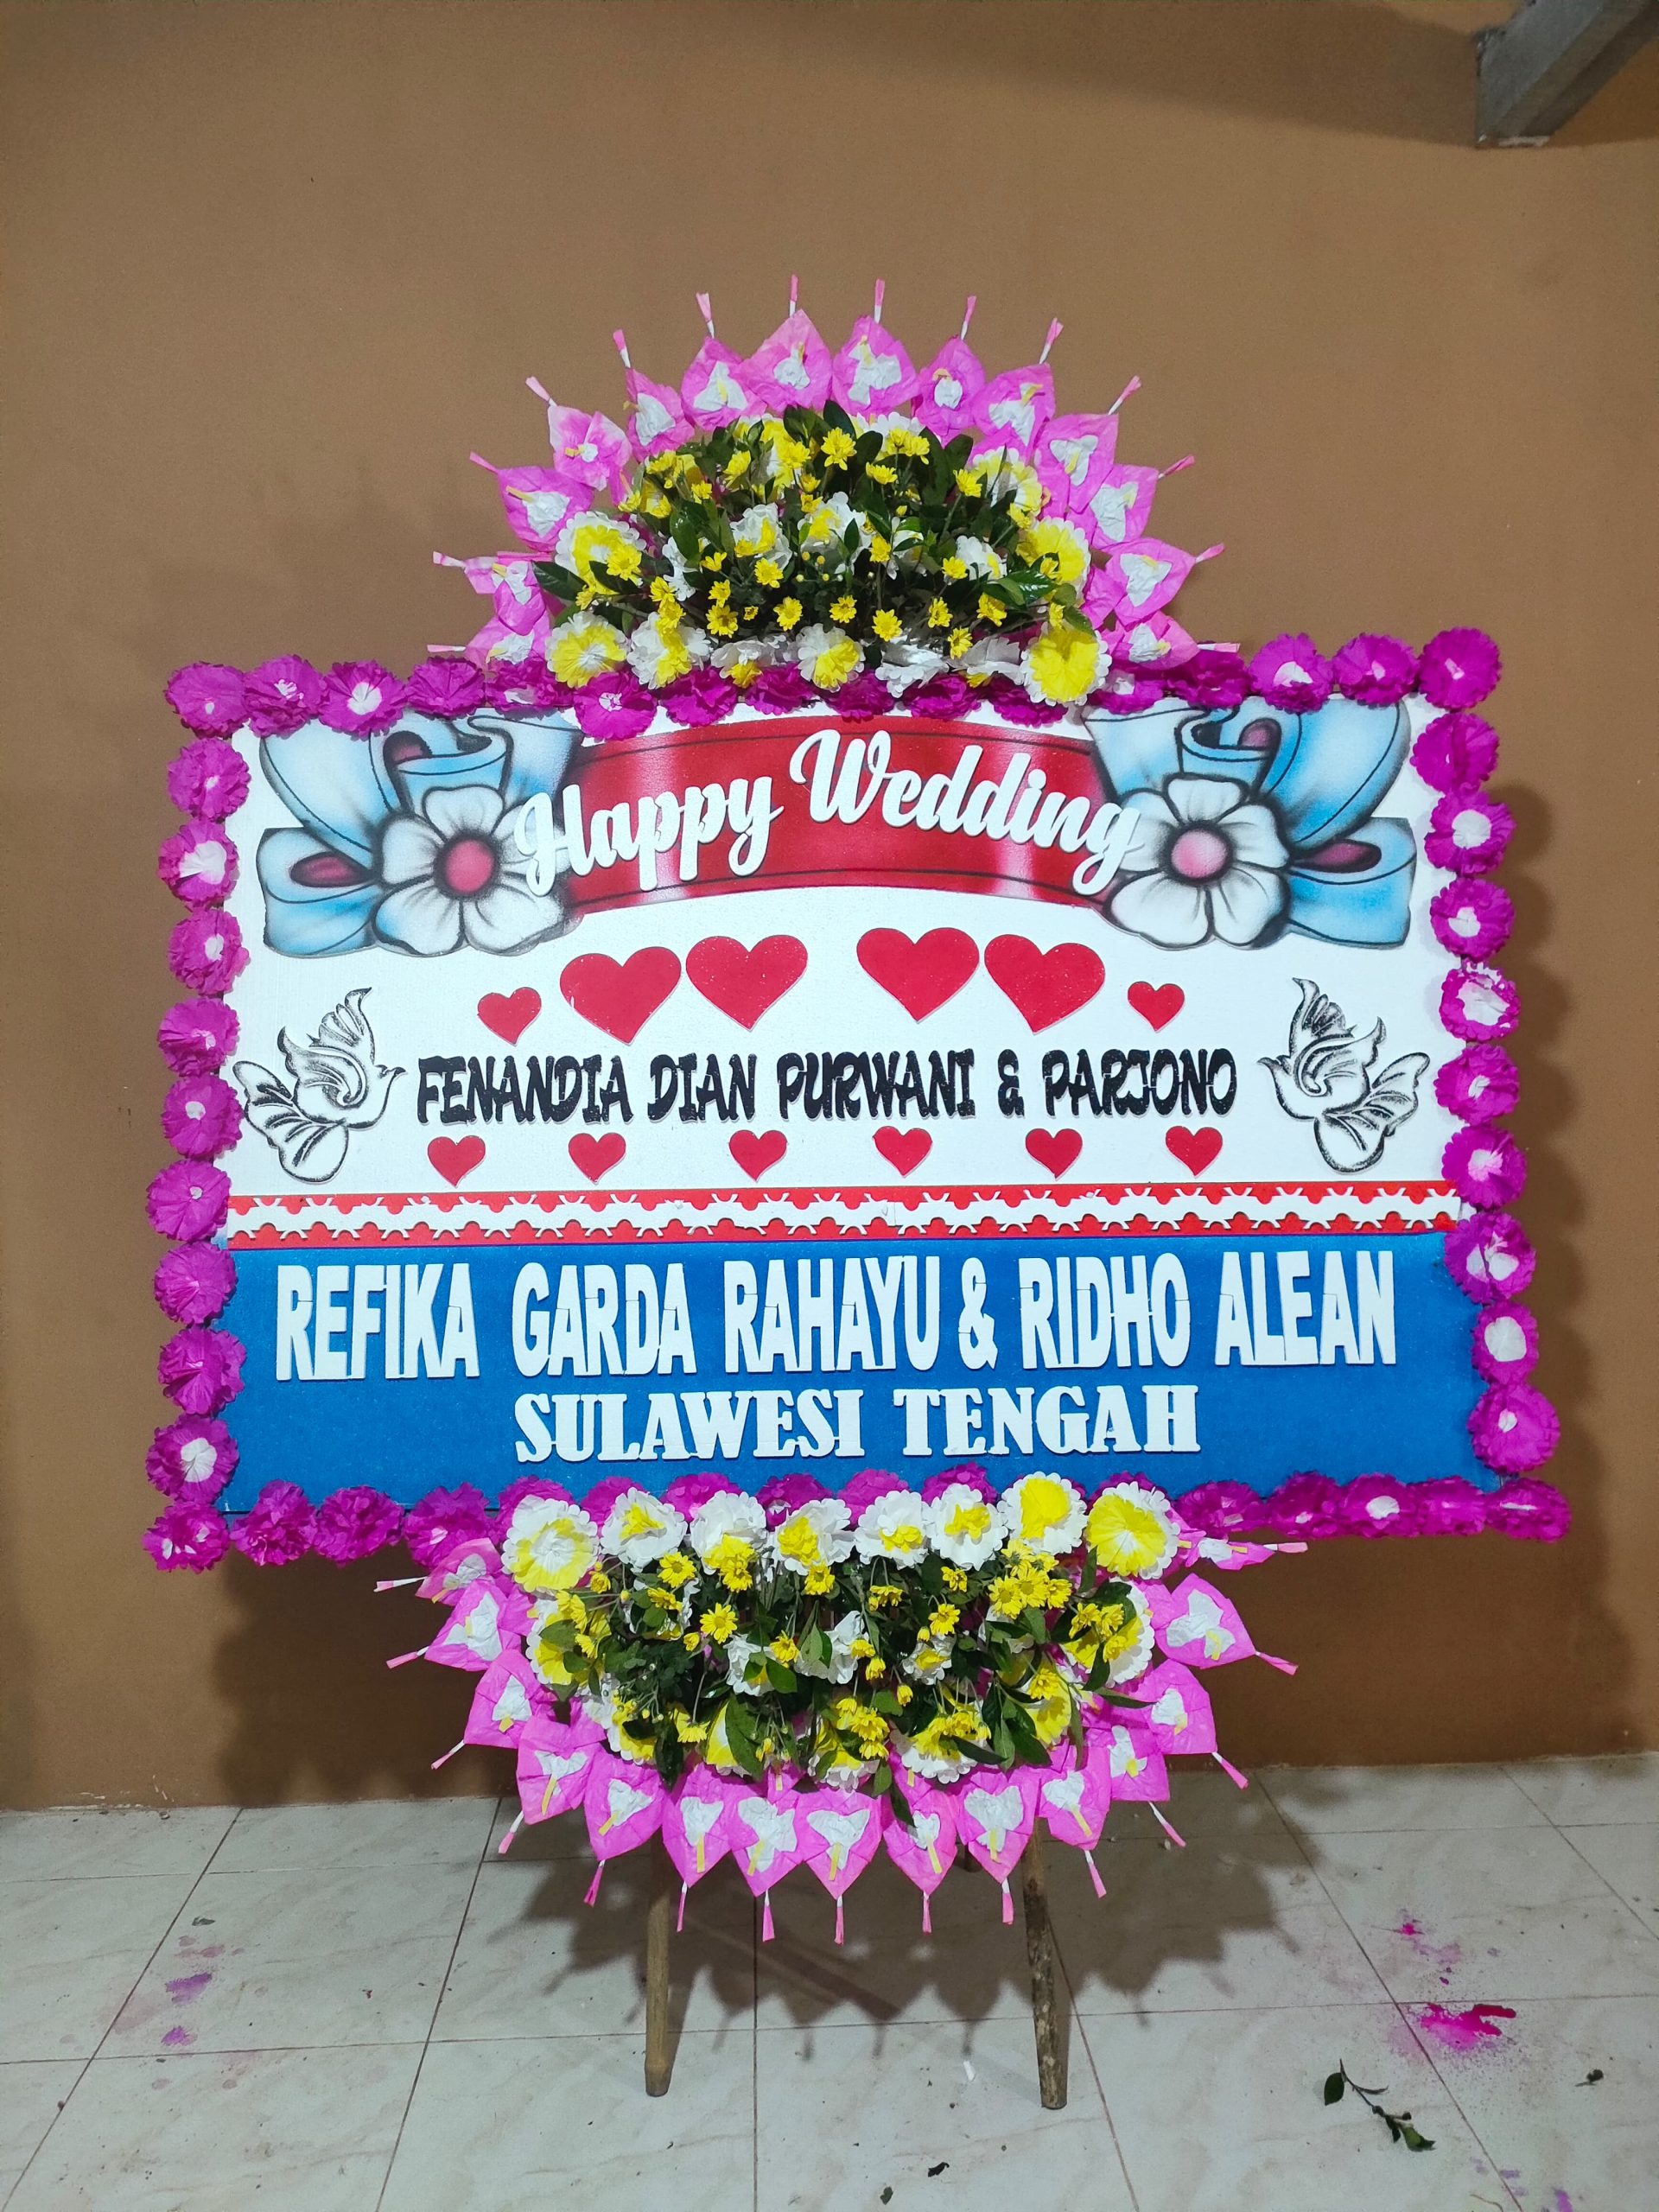 Happy Wedding
FENANDIA DIAN PURWANI & PARJONO
REFIKA GARDA RAHAYU & RIDHO ALEAN
SULAWESI TENGAH